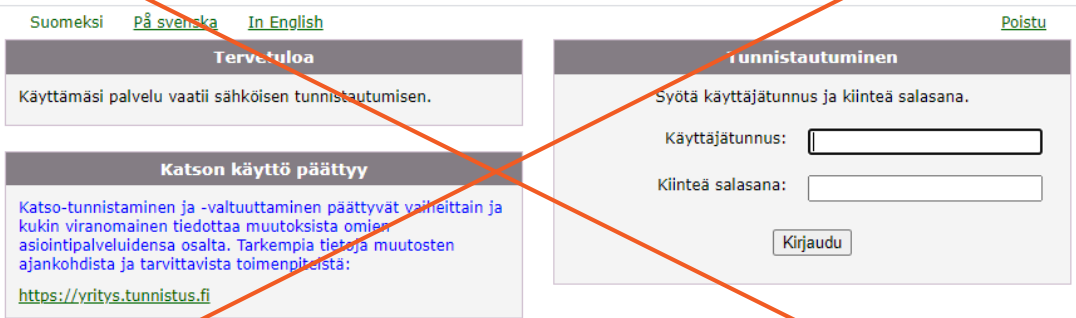 Suomeksi På svenska In English Poistu
Tervetuloa
Käyttämäsi palvelu vaatii sähköisen tunnistautumisen.
Katson käyttö päättyy
Katso-tunnistaminen ja -valtuuttaminen päättyvät vaiheittain ja
kukin viranomainen tiedottaa muutoksista omien
asiointipalveluidensa osalta. Tarkempia tietoja muutosten
ajankohdista ja tarvittavista toimenpiteistä:
https://yritys.tunnistus.fi
Tunnistautuminen
Syötä käyttäjätunnus ja kiinteä salasana.
Käyttäjätunnus:
Kiinteä salasana:
Kirjaudu